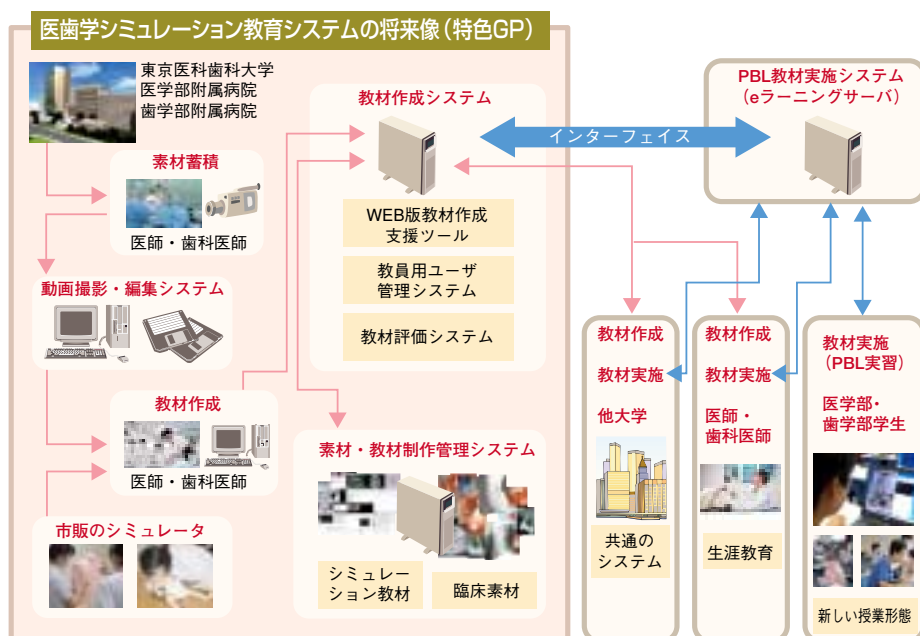 医歯学シミュレーション教育システムの将来像(特色GP)
東京医科歯科大学
医学部附属病院
歯学部附属病院
素材蓄積
医師・歯科医師
動画撮影・編集システム
教材作成
医師・歯科医師
市販のシミュレータ
教材作成システム
WEB版教材作成
支援ツール
教員用ユーザ
管理システム
教材評価システム
素材・教材制作管理システム
シミュレー
ション教材
臨床素材
インターフェイス
PBL教材実施システム
(eラーニングサーバ)
教材作成
教材実施
他大学
共通の
システム
教材作成
教材実施
医師・
歯科医師
生涯教育
教材実施
(PBL実習)
医学部・
歯学部学生
新しい授業形態